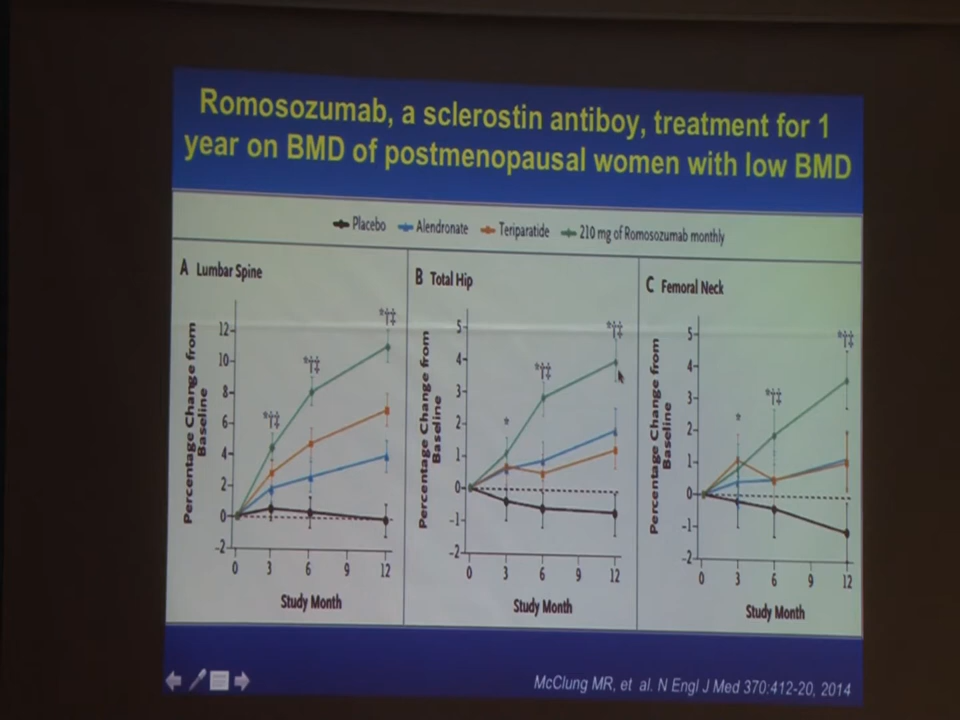 Romosozumab, a sclerostin antiboy, treatment for 1
year on BMD of postmenopausal women with low BMD
Placebo Alendronate Teriparatide 210 mg of Romosozumab monthly
A Lumbar Spine
Percentage Change from
Baseline
12
10
8
6
4
2
0
-2
*†‡
*†‡
*†‡
0 3 6 9 12
Study Month
B Total Hip
Percentage Change from
Baseline
5
4
3
2
1
0
-1
-2
*
*†‡
*†‡
0 3 6 9 12
Study Month
C Femoral Neck
Percentage Change from
Baseline
5
4
3
2
1
0
-1
-2
*
*†‡
*†‡
0 3 6 9 12
Study Month
McClung MR, et al. N Engl J Med 370:412-20, 2014